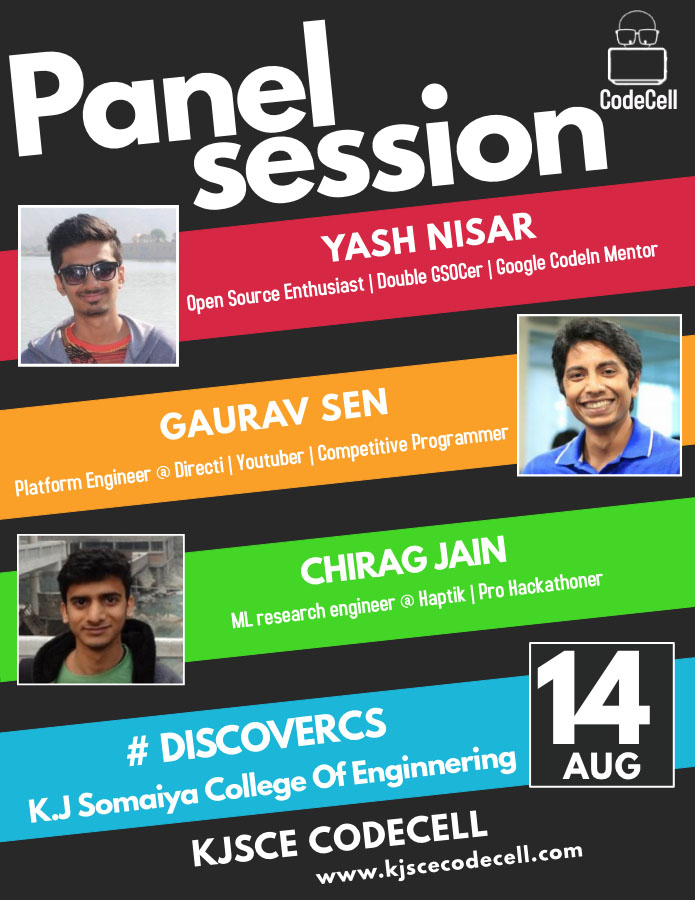 CodeCell
Panel
session
YASH NISAR
Open Source Enthusiast | Double GSOCer | Google CodeIn Mentor
GAURAV SEN
Platform Engineer @ Directi | Youtuber | Competitive Programmer
CHIRAG JAIN
ML research engineer @ Haptik | Pro Hackathoner
# DISCOVERCS
K.J Somaiya College Of Enginnering
14
AUG
KJSCE CODECELL
www.kjscecodecell.com